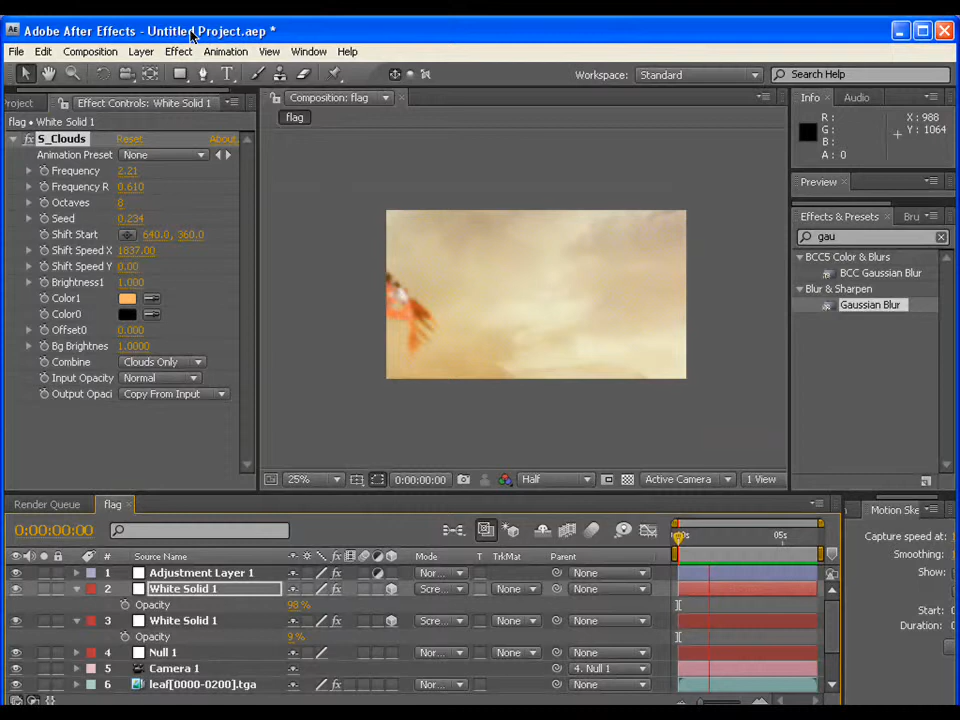 Adobe After Effects - Untitled Project.aep *
File Edit Composition Layer Effect Animation View Window Help
Workspace: Standard Search Help
Project Effect Controls: White Solid 1
Composition: flag
Info Audio
flag • White Solid 1
flag
R: X: 988
G: Y: 1064
B:
A: 0
fx S_Clouds Reset About
Animation Preset None
Frequency 2.21
Frequency R 0.610
Octaves 8
Seed 0.234
Shift Start 640.0, 360.0
Shift Speed X 1837.00
Shift Speed Y 0.00
Brightness1 1.000
Color1
Color0
Offset0 0.000
Bg Brightnes 1.0000
Combine Clouds Only
Input Opacity Normal
Output Opaci Copy From Input
Preview
Effects & Presets Bru
gau
BCC5 Color & Blurs
BCC Gaussian Blur
Blur & Sharpen
Gaussian Blur
25% 0:00:00:00 Half Active Camera 1 View
Render Queue flag
0:00:00:00
# Source Name Mode T TrkMat Parent
1 Adjustment Layer 1 Nor... None
2 White Solid 1 Scre... None None
Opacity 98 %
3 White Solid 1 Scre... None None
Opacity 9 %
4 Null 1 Nor... None None
5 Camera 1 4. Null 1
6 leaf[0000-0200].tga Nor... None None
05s
Motion Ske
Capture speed at:
Smoothing:
Show:
Start:
Duration: